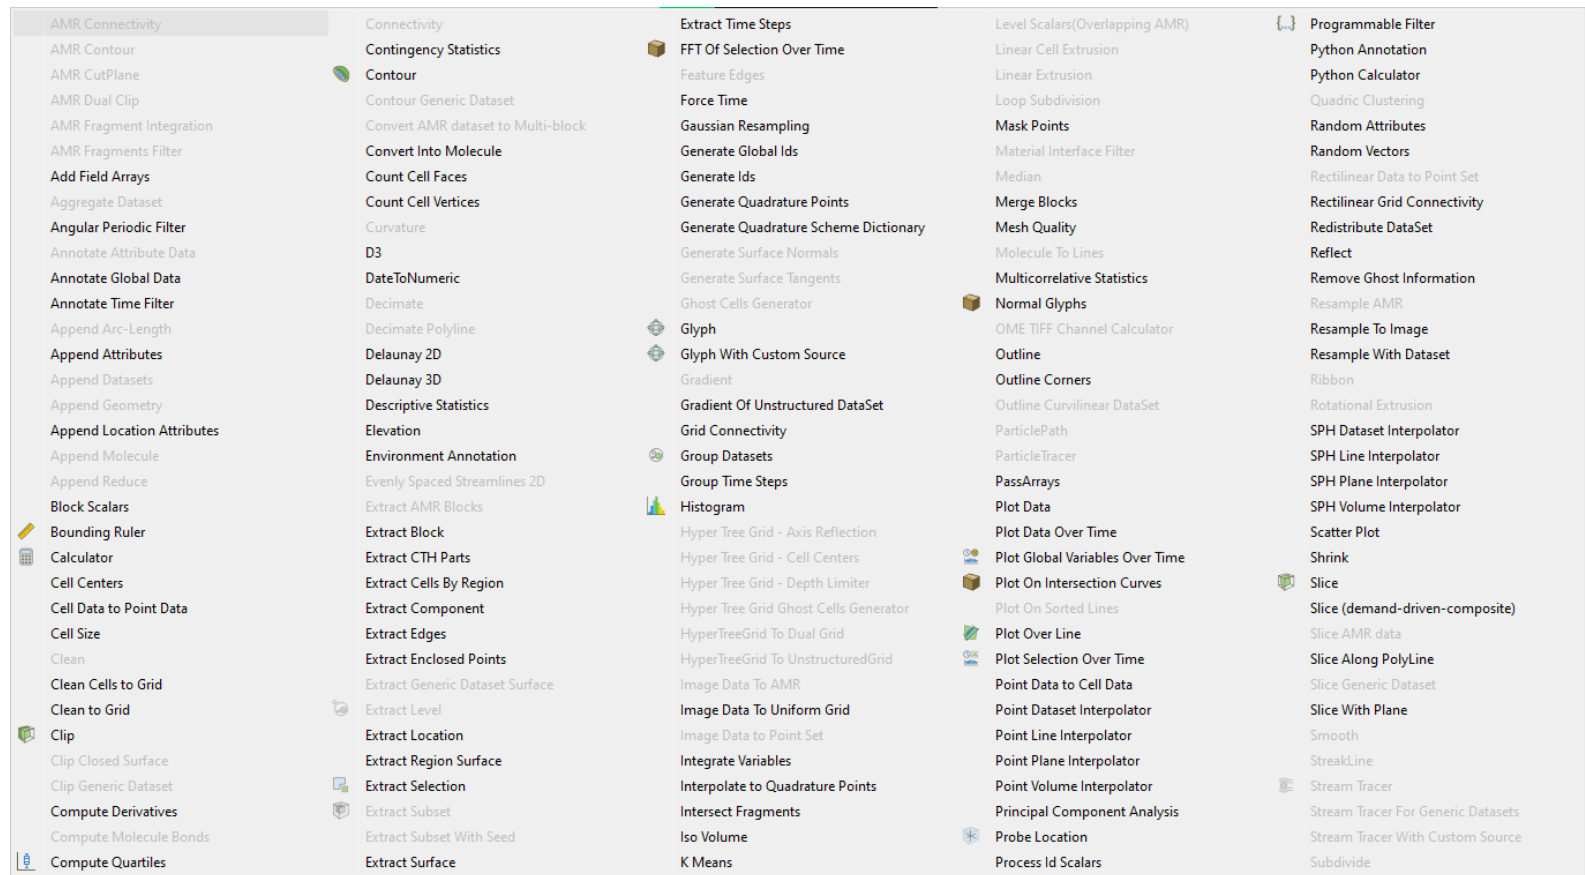 AMR Connectivity
AMR Contour
AMR CutPlane
AMR Dual Clip
AMR Fragment Integration
AMR Fragments Filter
Add Field Arrays
Aggregate Dataset
Angular Periodic Filter
Annotate Attribute Data
Annotate Global Data
Annotate Time Filter
Append Arc-Length
Append Attributes
Append Datasets
Append Geometry
Append Location Attributes
Append Molecule
Append Reduce
Block Scalars
Bounding Ruler
Calculator
Cell Centers
Cell Data to Point Data
Cell Size
Clean
Clean Cells to Grid
Clean to Grid
Clip
Clip Closed Surface
Clip Generic Dataset
Compute Derivatives
Compute Molecule Bonds
Compute Quartiles
Connectivity
Contingency Statistics
Contour
Contour Generic Dataset
Convert AMR dataset to Multi-block
Convert Into Molecule
Count Cell Faces
Count Cell Vertices
Curvature
D3
DateToNumeric
Decimate
Decimate Polyline
Delaunay 2D
Delaunay 3D
Descriptive Statistics
Elevation
Environment Annotation
Evenly Spaced Streamlines 2D
Extract AMR Blocks
Extract Block
Extract CTH Parts
Extract Cells By Region
Extract Component
Extract Edges
Extract Enclosed Points
Extract Generic Dataset Surface
Extract Level
Extract Location
Extract Region Surface
Extract Selection
Extract Subset
Extract Subset With Seed
Extract Surface
Extract Time Steps
FFT Of Selection Over Time
Feature Edges
Force Time
Gaussian Resampling
Generate Global Ids
Generate Ids
Generate Quadrature Points
Generate Quadrature Scheme Dictionary
Generate Surface Normals
Generate Surface Tangents
Ghost Cells Generator
Glyph
Glyph With Custom Source
Gradient
Gradient Of Unstructured DataSet
Grid Connectivity
Group Datasets
Group Time Steps
Histogram
Hyper Tree Grid - Axis Reflection
Hyper Tree Grid - Cell Centers
Hyper Tree Grid - Depth Limiter
Hyper Tree Grid Ghost Cells Generator
HyperTreeGrid To Dual Grid
HyperTreeGrid To UnstructuredGrid
Image Data To AMR
Image Data To Uniform Grid
Image Data to Point Set
Integrate Variables
Interpolate to Quadrature Points
Intersect Fragments
Iso Volume
K Means
Level Scalars(Overlapping AMR)
Linear Cell Extrusion
Linear Extrusion
Loop Subdivision
Mask Points
Material Interface Filter
Median
Merge Blocks
Mesh Quality
Molecule To Lines
Multicorrelative Statistics
Normal Glyphs
OME TIFF Channel Calculator
Outline
Outline Corners
Outline Curvilinear DataSet
ParticlePath
ParticleTracer
PassArrays
Plot Data
Plot Data Over Time
Plot Global Variables Over Time
Plot On Intersection Curves
Plot On Sorted Lines
Plot Over Line
Plot Selection Over Time
Point Data to Cell Data
Point Dataset Interpolator
Point Line Interpolator
Point Plane Interpolator
Point Volume Interpolator
Principal Component Analysis
Probe Location
Process Id Scalars
{...} Programmable Filter
Python Annotation
Python Calculator
Quadric Clustering
Random Attributes
Random Vectors
Rectilinear Data to Point Set
Rectilinear Grid Connectivity
Redistribute DataSet
Reflect
Remove Ghost Information
Resample AMR
Resample To Image
Resample With Dataset
Ribbon
Rotational Extrusion
SPH Dataset Interpolator
SPH Line Interpolator
SPH Plane Interpolator
SPH Volume Interpolator
Scatter Plot
Shrink
Slice
Slice (demand-driven-composite)
Slice AMR data
Slice Along PolyLine
Slice Generic Dataset
Slice With Plane
Smooth
StreakLine
Stream Tracer
Stream Tracer For Generic Datasets
Stream Tracer With Custom Source
Subdivide